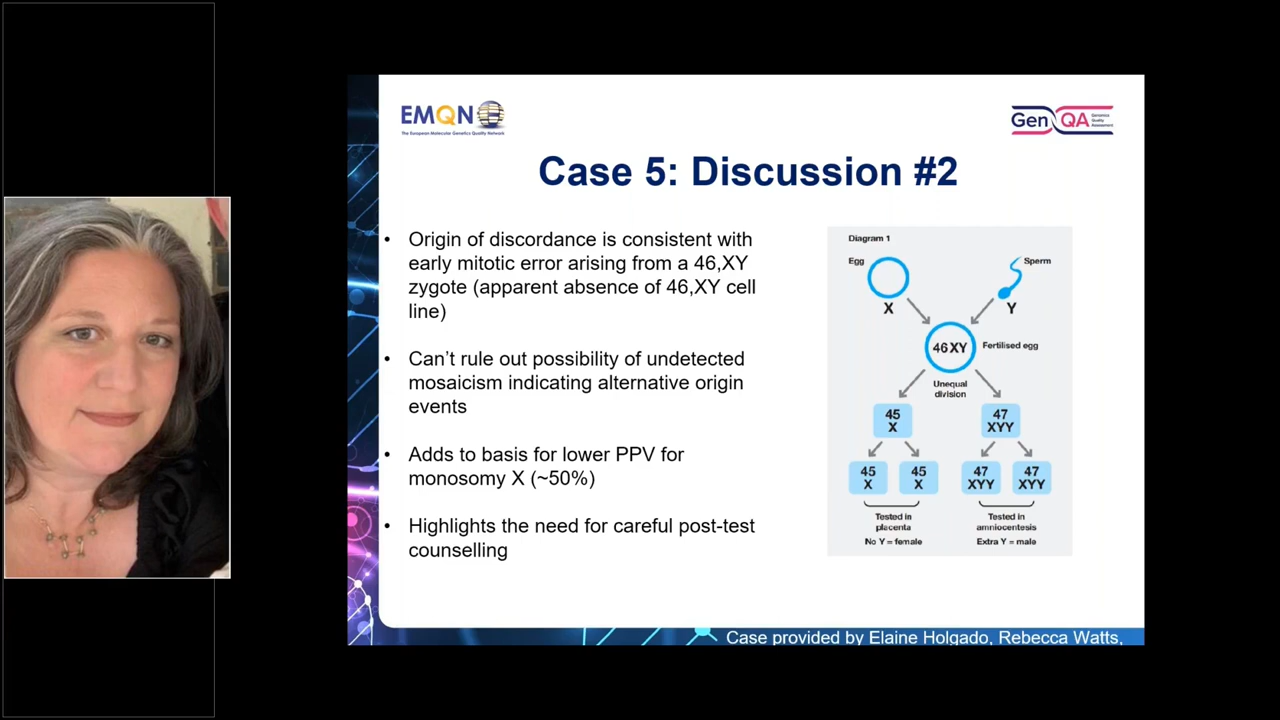 EMQN
The European Molecular Genetics Quality Network
GenQA
Genomics
Quality
Assessment
Case 5: Discussion #2
• Origin of discordance is consistent with
early mitotic error arising from a 46,XY
zygote (apparent absence of 46,XY cell
line)
• Can’t rule out possibility of undetected
mosaicism indicating alternative origin
events
• Adds to basis for lower PPV for
monosomy X (~50%)
• Highlights the need for careful post-test
counselling
Diagram 1
Egg
Sperm
X
Y
46XY
Fertilised egg
Unequal
division
45
X
47
XYY
45
X
45
X
47
XYY
47
XYY
Tested in
placenta
Tested in
amniocentesis
No Y = female
Extra Y = male
Case provided by Elaine Holgado, Rebecca Watts,